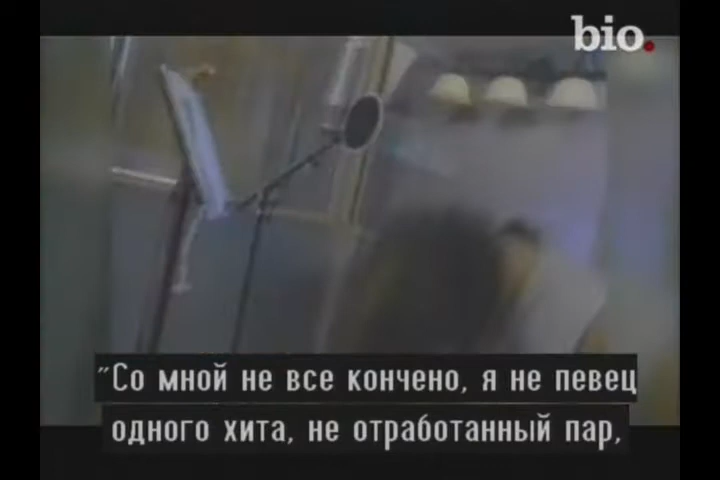 bio.
"Со мной не все кончено, я не певец
одного хита, не отработанный пар,